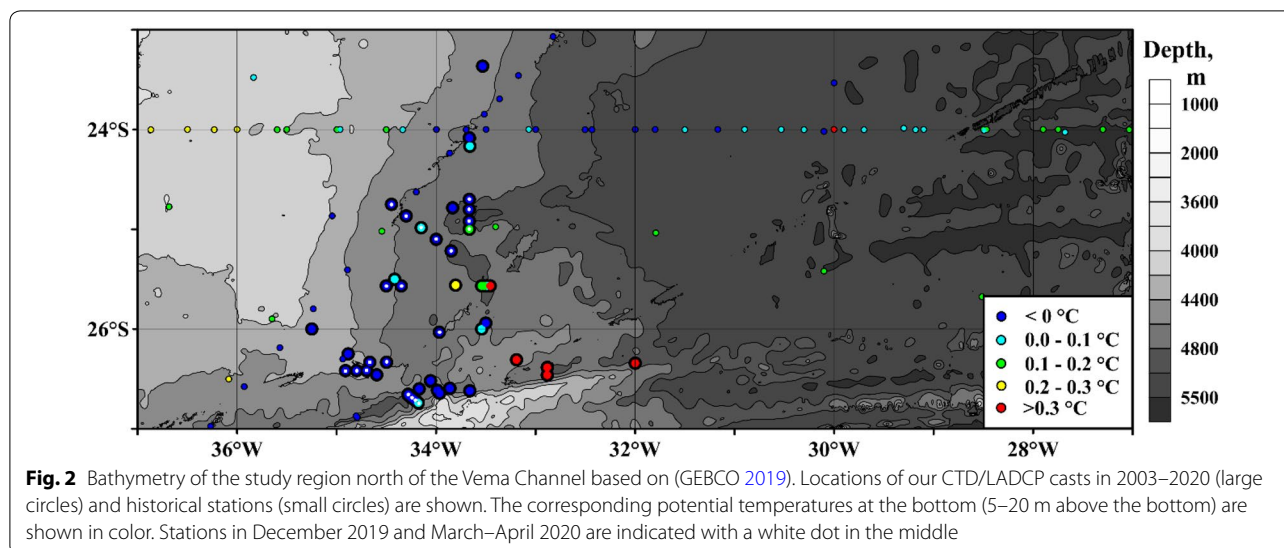 Depth,
m
1000
2000
3600
4000
4400
4800
5500
24°S
26°S
< 0 °C
0.0 - 0.1 °C
0.1 - 0.2 °C
0.2 - 0.3 °C
>0.3 °C
36°W
34°W
32°W
30°W
28°W
Fig. 2 Bathymetry of the study region north of the Vema Channel based on (GEBCO 2019). Locations of our CTD/LADCP casts in 2003–2020 (large
circles) and historical stations (small circles) are shown. The corresponding potential temperatures at the bottom (5–20 m above the bottom) are
shown in color. Stations in December 2019 and March–April 2020 are indicated with a white dot in the middle